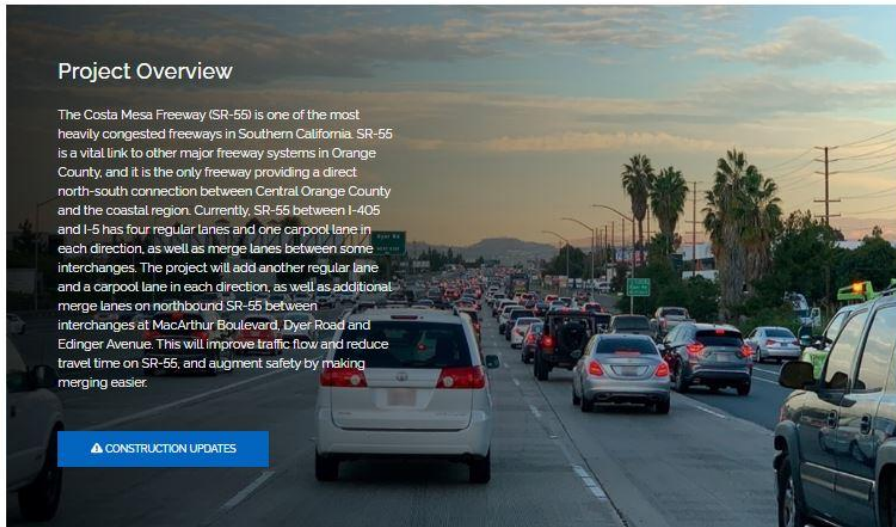 Project Overview
The Costa Mesa Freeway (SR-55) is one of the most
heavily congested freeways in Southern California. SR-55
is a vital link to other major freeway systems in Orange
County, and it is the only freeway providing a direct
north-south connection between Central Orange County
and the coastal region. Currently, SR-55 between I-405
and I-5 has four regular lanes and one carpool lane in
each direction, as well as merge lanes between some
interchanges. The project will add another regular lane
and a carpool lane in each direction, as well as additional
merge lanes on northbound SR-55 between
interchanges at MacArthur Boulevard, Dyer Road and
Edinger Avenue. This will improve traffic flow and reduce
travel time on SR-55, and augment safety by making
merging easier.
CONSTRUCTION UPDATES
Dyer Rd